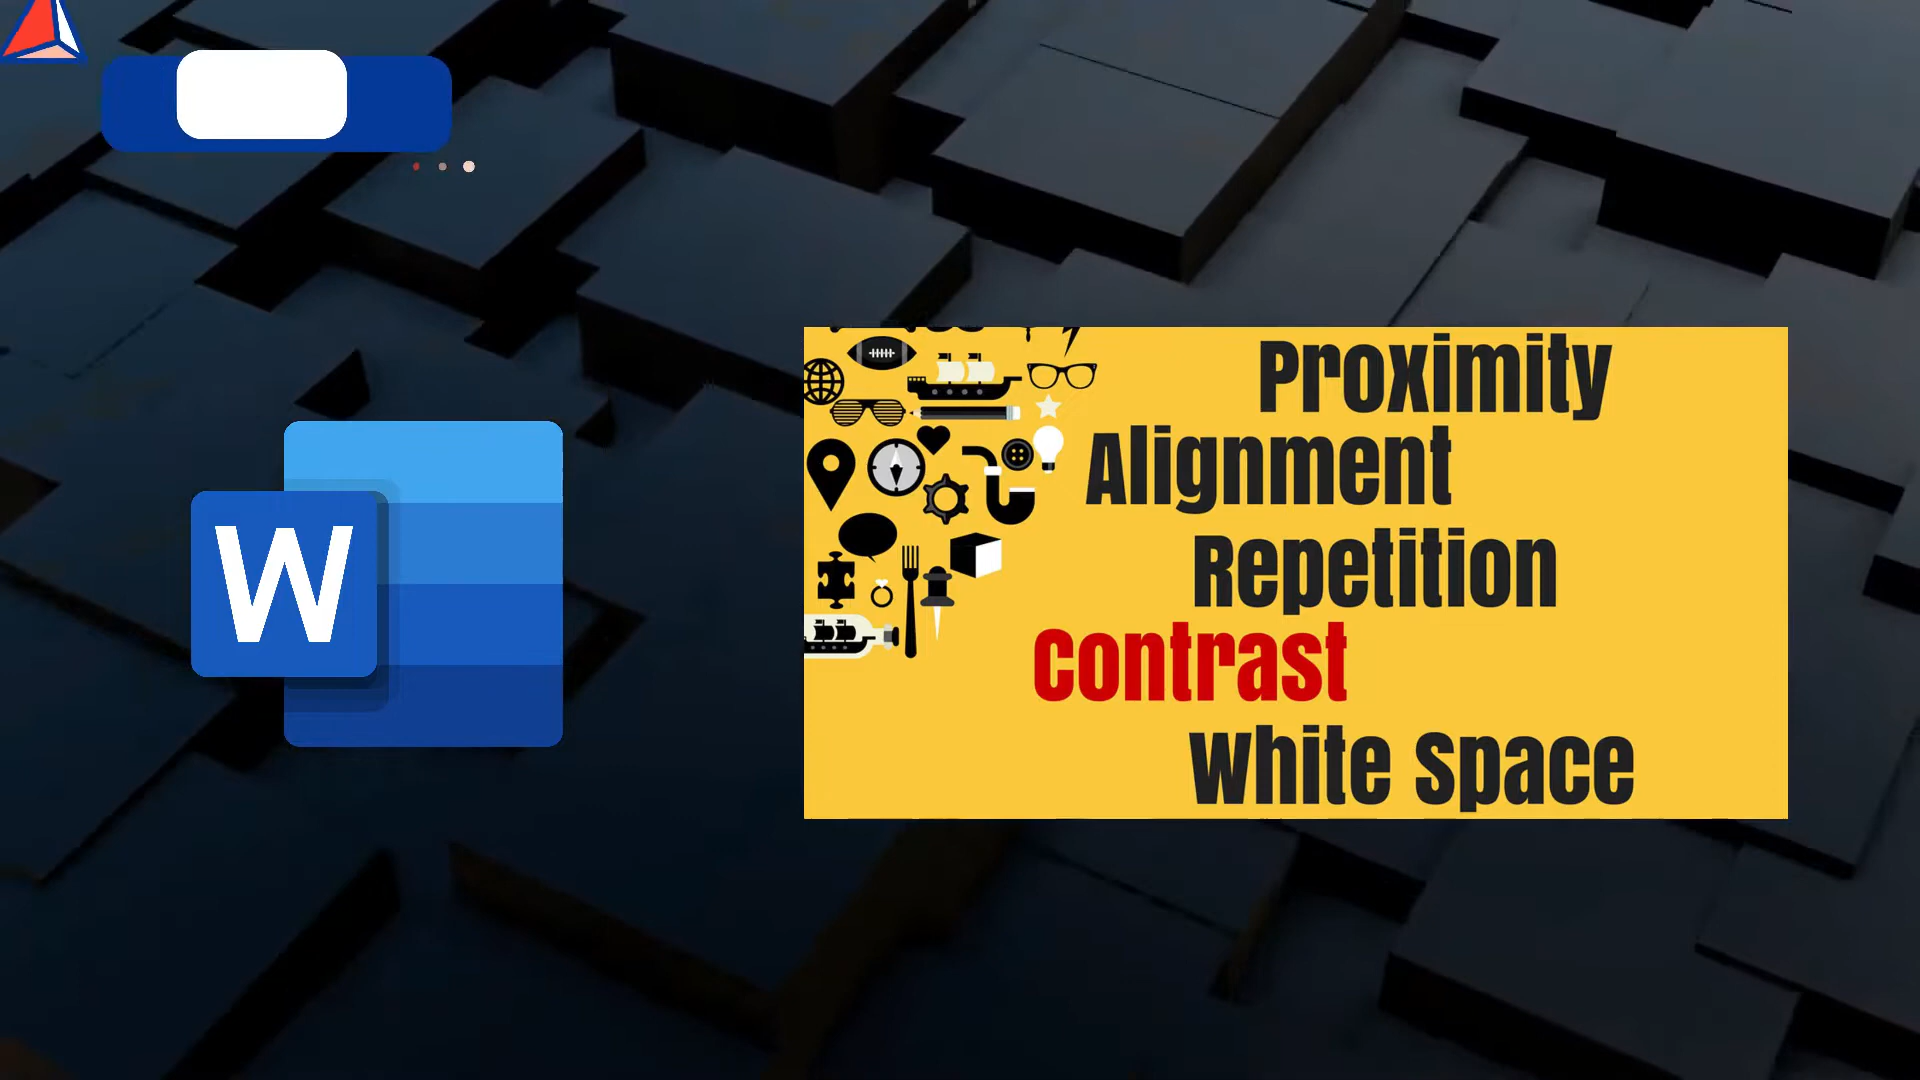 W
Proximity
Alignment
Repetition
Contrast
White Space